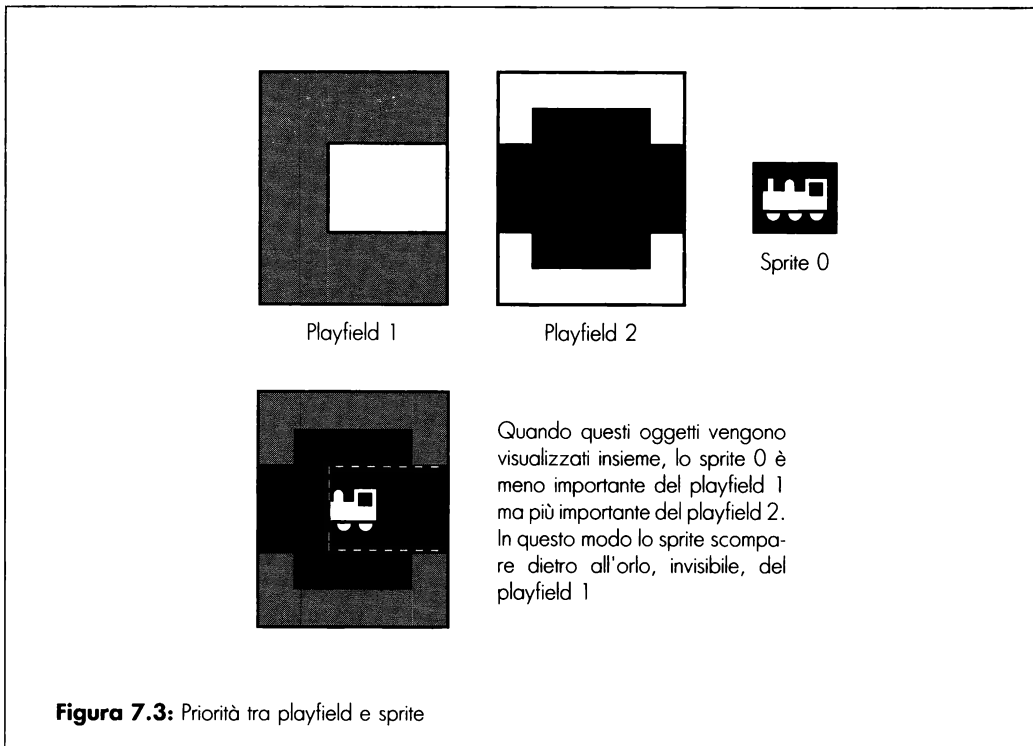 Playfield 1
Playfield 2
Sprite 0
Quando questi oggetti vengono
visualizzati insieme, lo sprite 0 è
meno importante del playfield 1
ma più importante del playfield 2.
In questo modo lo sprite scompa-
re dietro all'orlo, invisibile, del
playfield 1
Figura 7.3: Priorità tra playfield e sprite